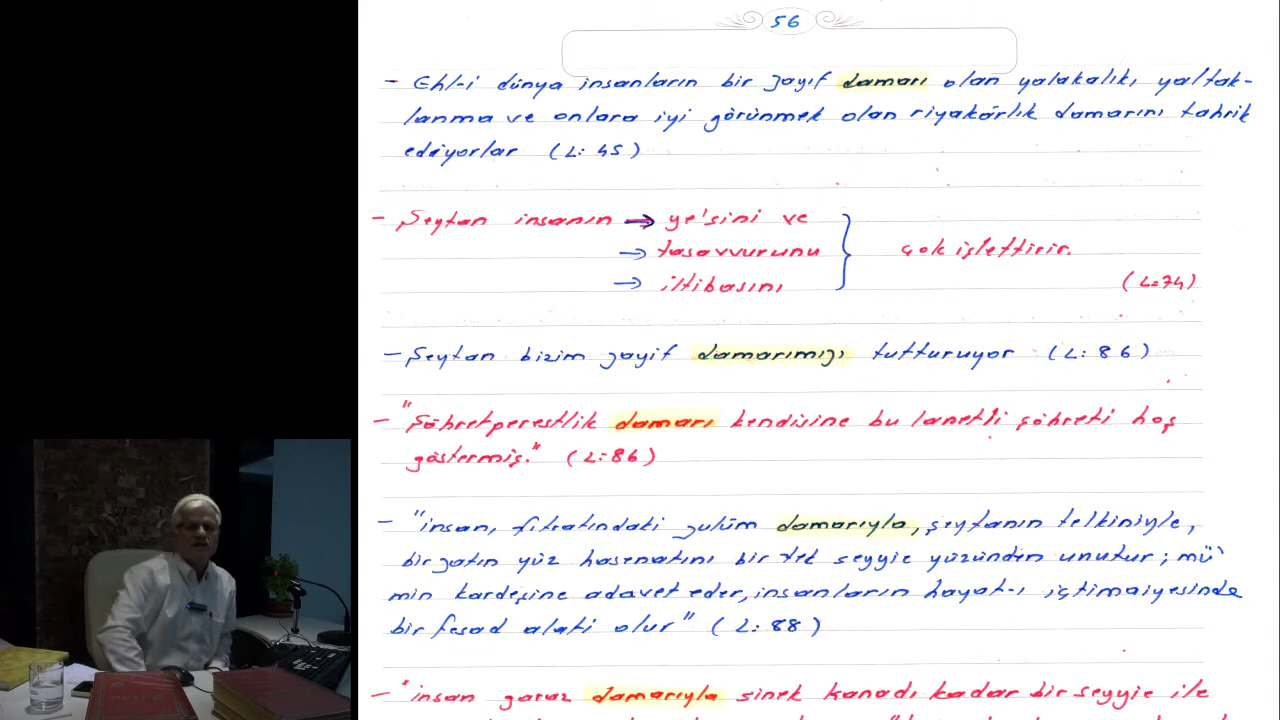 56
- Ehl-i dünya insanların bir zayıf damarı olan yalakalık, yaltak-
lanma ve onlara iyi görünmek olan riyakârlık damarını tahrik
ediyorlar (L: 45)
- Şeytan insanın → ye'sini ve
→ tasavvurunu
→ iltibasını
çok işlettirir.
(L:74)
- Şeytan bizim zayıf damarımızı tutturuyor (L: 86)
- "Şöhretperestlik damarı kendisine bu lanetli şöhreti hoş
göstermiş." (L:86)
- "insan, fıtratındaki zulüm damarıyla, şeytanın telkiniyle,
bir zatın yüz hasenatını bir tek seyyie yüzünden unutur; mü'
min kardeşine adavet eder, insanların hayat-ı içtimaiyesinde
bir fesad aleti olur" (L: 88)
- "insan garaz damarıyla sinek kanadı kadar bir seyyie ile